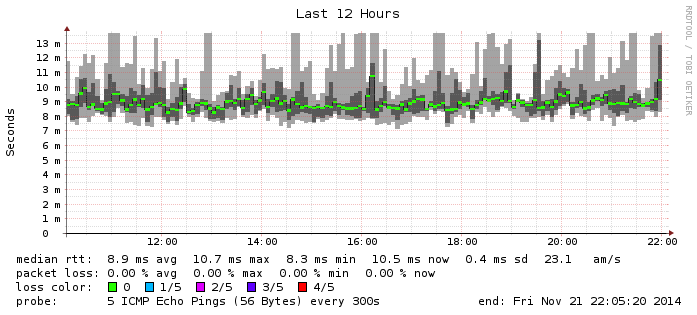 Last 12 Hours
RRDTOOL / TOBI OETIKER
Seconds
13 m
12 m
11 m
10 m
9 m
8 m
7 m
6 m
5 m
4 m
3 m
2 m
1 m
0
12:00 14:00 16:00 18:00 20:00 22:00
median rtt: 8.9 ms avg 10.7 ms max 8.3 ms min 10.5 ms now 0.4 ms sd 23.1 am/s
packet loss: 0.00 % avg 0.00 % max 0.00 % min 0.00 % now
loss color: 0 1/5 2/5 3/5 4/5
probe: 5 ICMP Echo Pings (56 Bytes) every 300s end: Fri Nov 21 22:05:20 2014